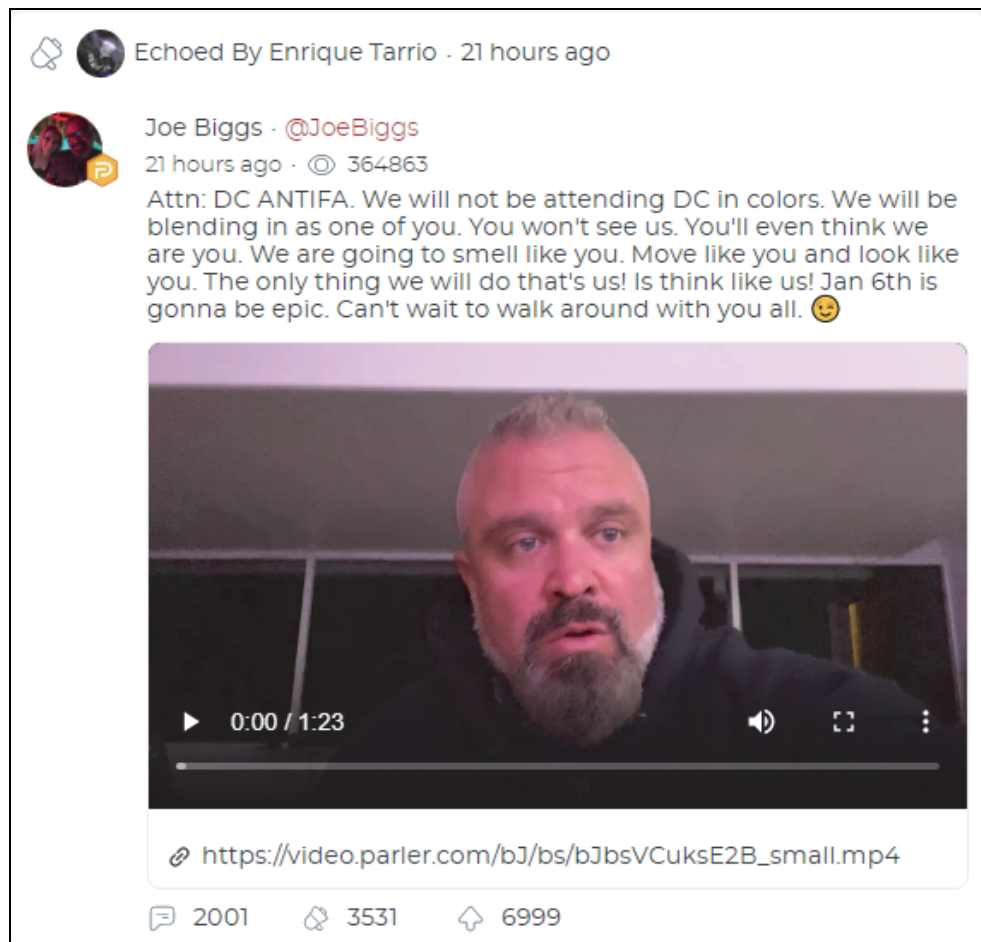 Echoed By Enrique Tarrio · 21 hours ago
Joe Biggs · @JoeBiggs
21 hours ago · 364863
Attn: DC ANTIFA. We will not be attending DC in colors. We will be
blending in as one of you. You won't see us. You'll even think we
are you. We are going to smell like you. Move like you and look like
you. The only thing we will do that's us! Is think like us! Jan 6th is
gonna be epic. Can't wait to walk around with you all. 😉
0:00 / 1:23
https://video.parler.com/bJ/bs/bJbsVCuksE2B_small.mp4
2001 3531 6999